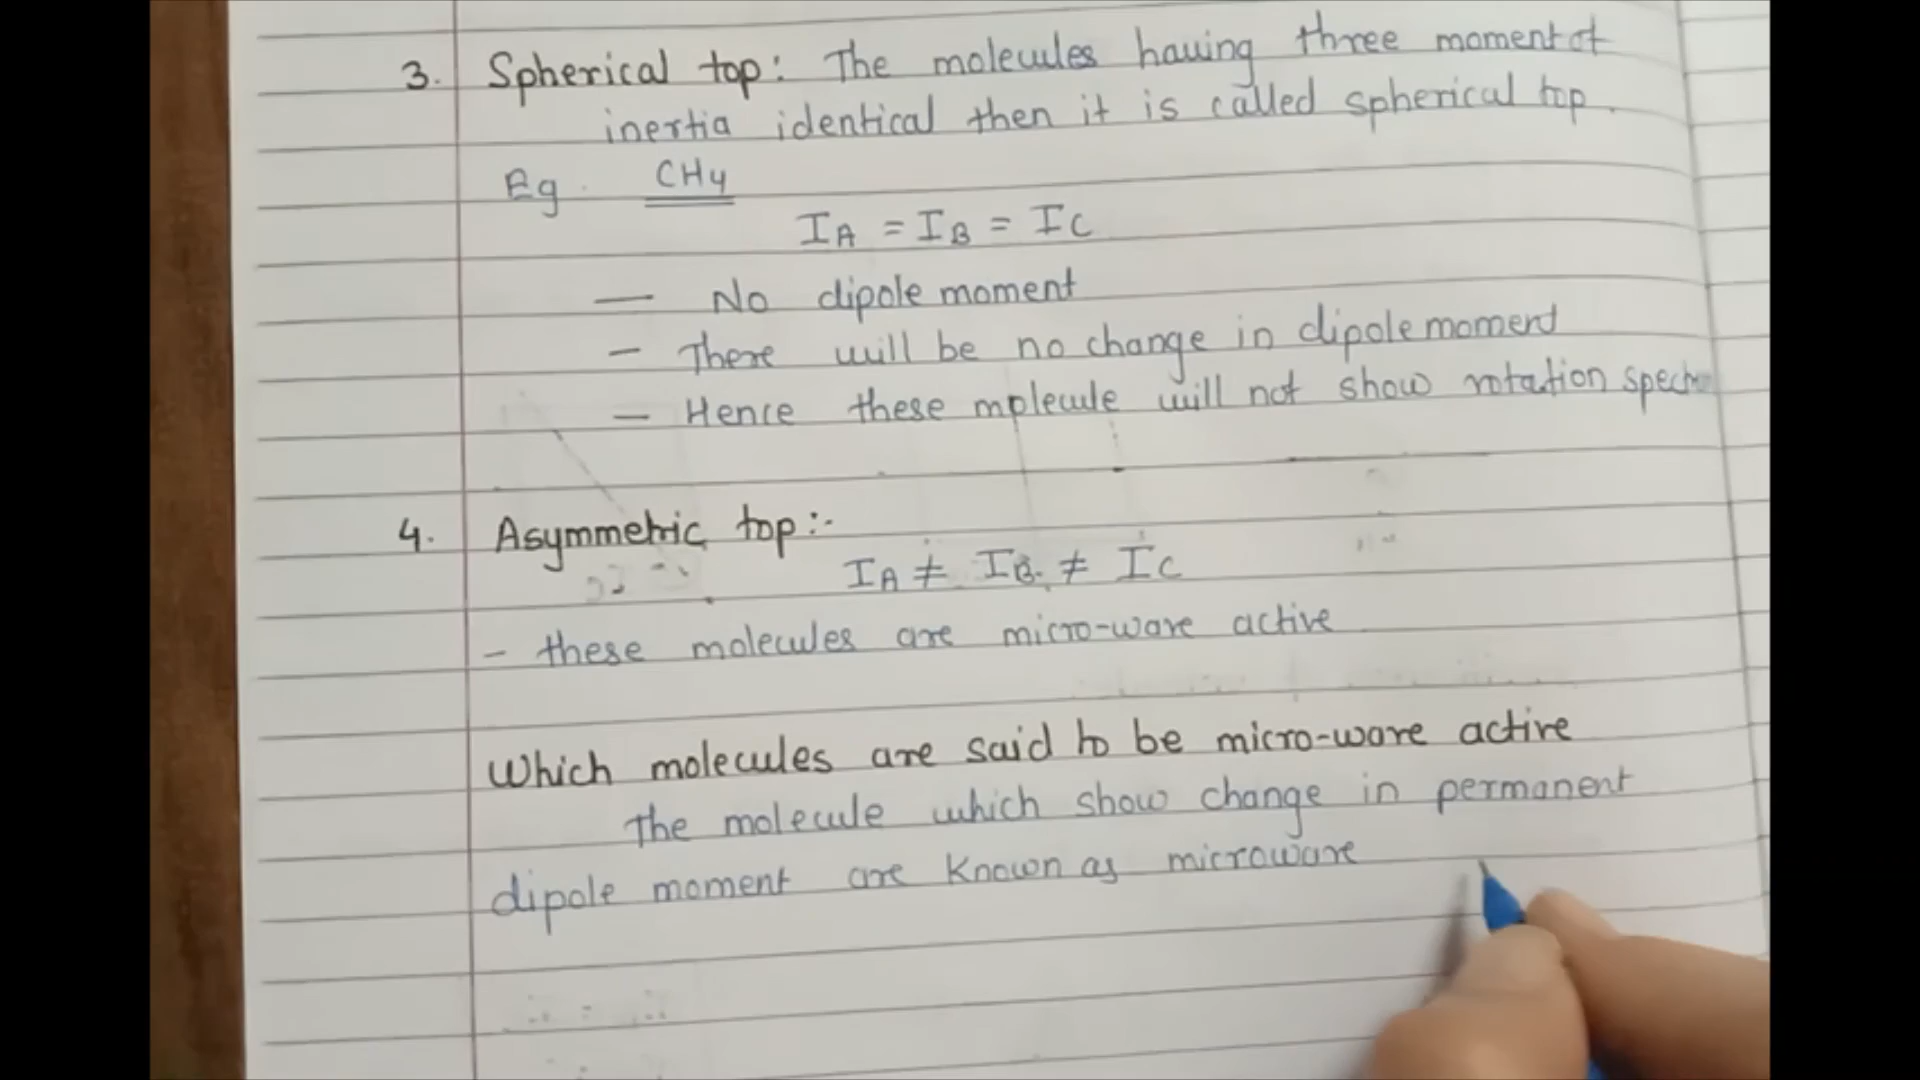 3. Spherical top: The molecules having three moment of
inertia identical then it is called spherical top.
Eg. CH4
IA = IB = IC
— No dipole moment
— There will be no change in dipole moment
— Hence these molecule will not show rotation spectra
4. Asymmetric top:-
IA ≠ IB ≠ IC
- these molecules are micro-wave active
Which molecules are said to be micro-wave active
The molecule which show change in permanent
dipole moment are known as microwave